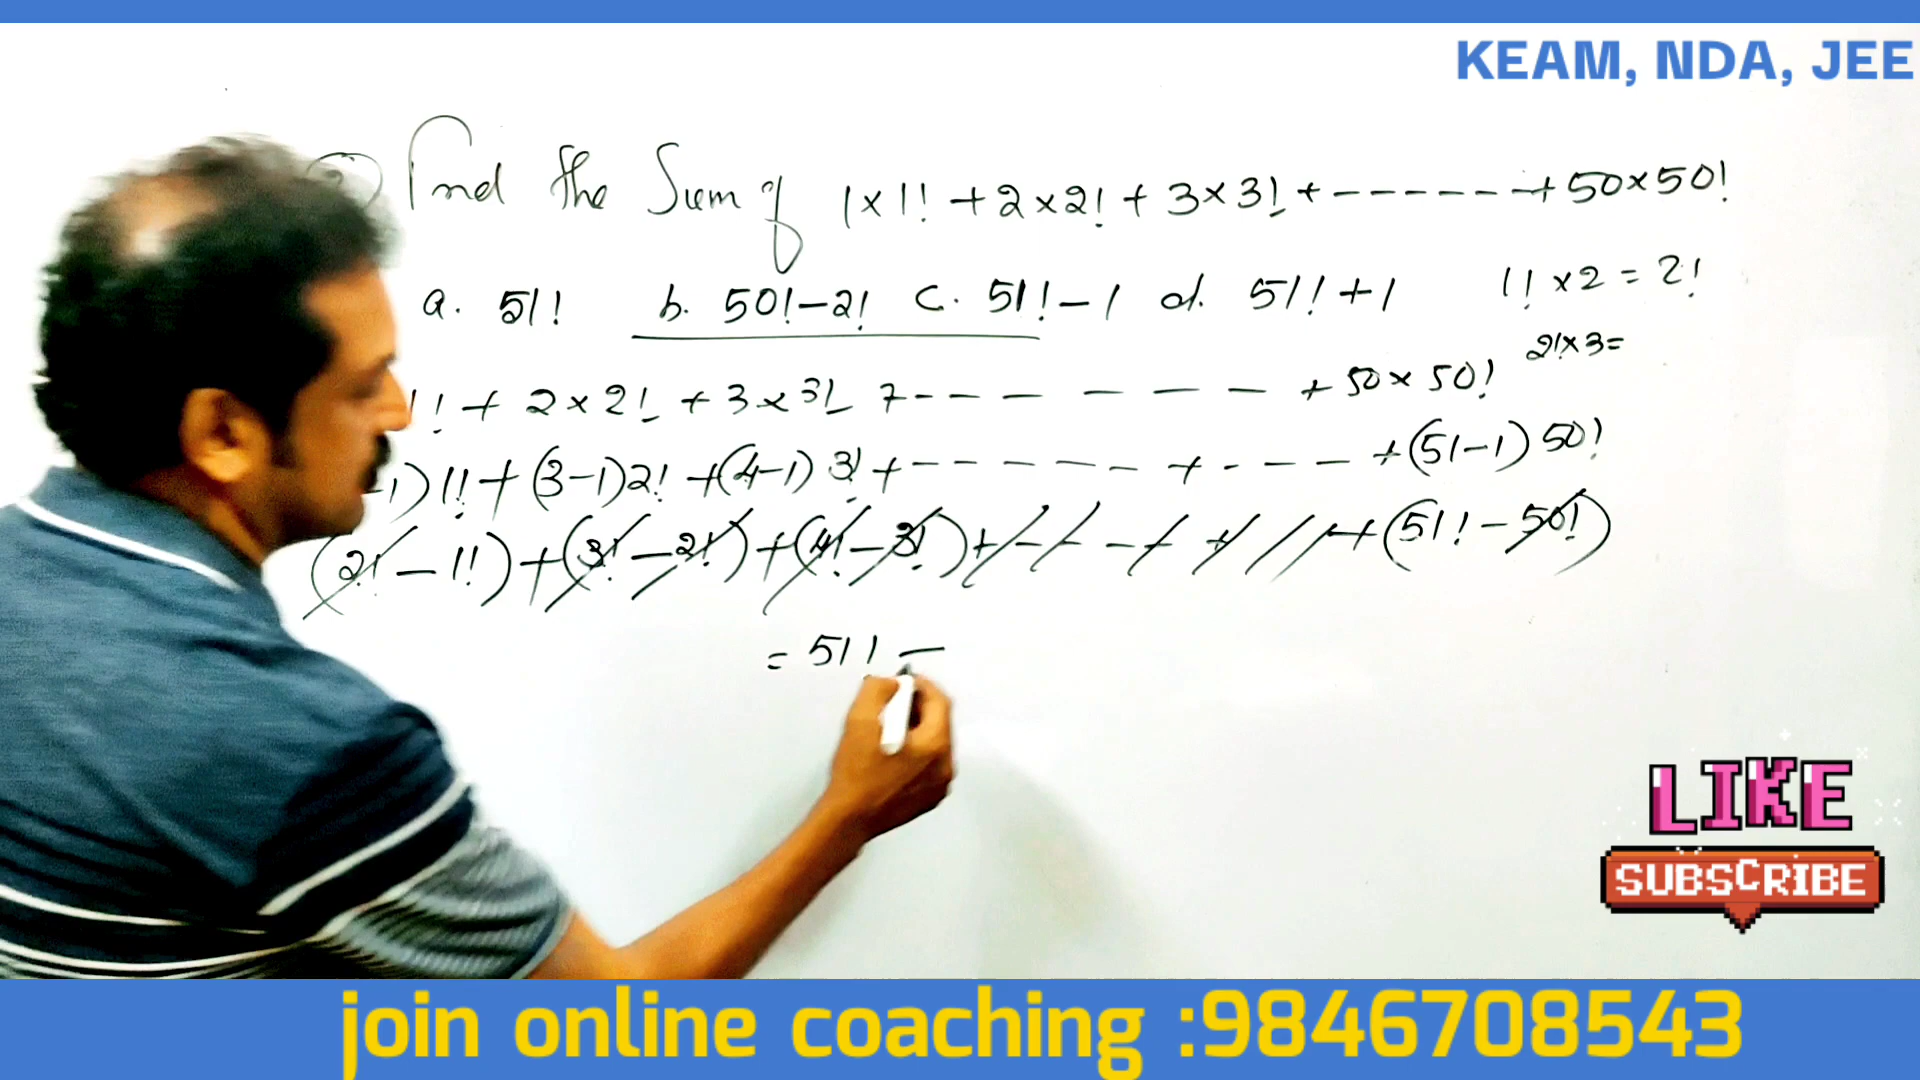 KEAM, NDA, JEE
Find the Sum of 1 × 1! + 2 × 2! + 3 × 3! + ------ + 50 × 50!
a. 51! b. 50! - 2! c. 51! - 1 d. 51! + 1
1! × 2 = 2!
2! × 3 =
1! + 2 × 2! + 3 × 3! + ------ + 50 × 50!
-1) 1! + (3-1) 2! + (4-1) 3! + ------ + --- + (51-1) 50!
(2! - 1!) + (3! - 2!) + (4! - 3!) + --- + + (51! - 50!)
= 51! -
LIKE
SUBSCRIBE
join online coaching :9846708543